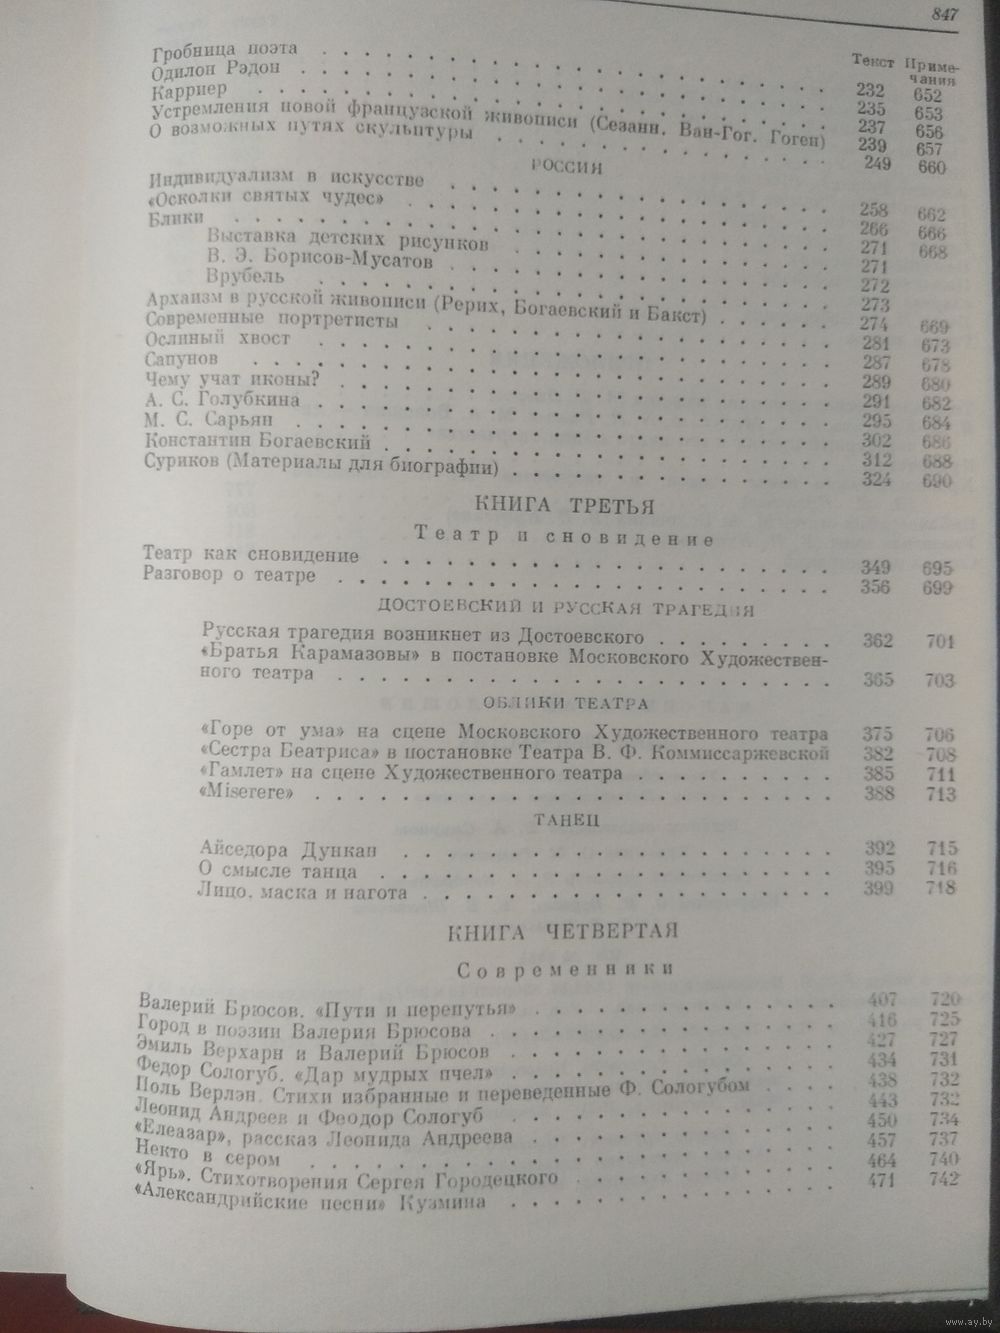 847
Текст Приме-
чания
Гробница поэта . . . 232 652
Одилон Рэдон . . . 235 653
Карриер . . . 237 656
Устремления новой французской живописи (Сезанн, Ван-Гог, Гоген) 239 657
О возможных путях скульптуры . . . 249 660
РОССИЯ
Индивидуализм в искусстве . . . 258 662
«Осколки святых чудес» . . . 266 666
Блики . . . 271 668
Выставка детских рисунков . . . 271
В. Э. Борисов-Мусатов . . . 272
Врубель . . . 273
Архаизм в русской живописи (Рерих, Богаевский и Бакст) . . . 274 669
Современные портретисты . . . 281 673
Ослиный хвост . . . 287 678
Сапунов . . . 289 680
Чему учат иконы? . . . 291 682
А. С. Голубкина . . . 295 684
М. С. Сарьян . . . 302 686
Константин Богаевский . . . 312 688
Суриков (Материалы для биографии) . . . 324 690
КНИГА ТРЕТЬЯ
Театр и сновидение
Театр как сновидение . . . 349 695
Разговор о театре . . . 356 699
ДОСТОЕВСКИЙ И РУССКАЯ ТРАГЕДИЯ
Русская трагедия возникнет из Достоевского . . . 362 701
«Братья Карамазовы» в постановке Московского Художествен-
ного театра . . . 365 703
ОБЛИКИ ТЕАТРА
«Горе от ума» на сцене Московского Художественного театра 375 706
«Сестра Беатриса» в постановке Театра В. Ф. Коммиссаржевской 382 708
«Гамлет» на сцене Художественного театра . . . 385 711
«Miserere» . . . 388 713
ТАНЕЦ
Айседора Дункан . . . 392 715
О смысле танца . . . 395 716
Лицо, маска и нагота . . . 399 718
КНИГА ЧЕТВЕРТАЯ
Современники
Валерий Брюсов. «Пути и перепутья» . . . 407 720
Город в поэзии Валерия Брюсова . . . 416 725
Эмиль Верхарн и Валерий Брюсов . . . 427 727
Федор Сологуб. «Дар мудрых пчел» . . . 434 731
Поль Верлэн. Стихи избранные и переведенные Ф. Сологубом . . . 438 732
Леонид Андреев и Феодор Сологуб . . . 443 732
«Елеазар», рассказ Леонида Андреева . . . 450 734
Некто в сером . . . 457 737
«Ярь». Стихотворения Сергея Городецкого . . . 464 740
«Александрийские песни» Кузмина . . . 471 742
www.ay.by